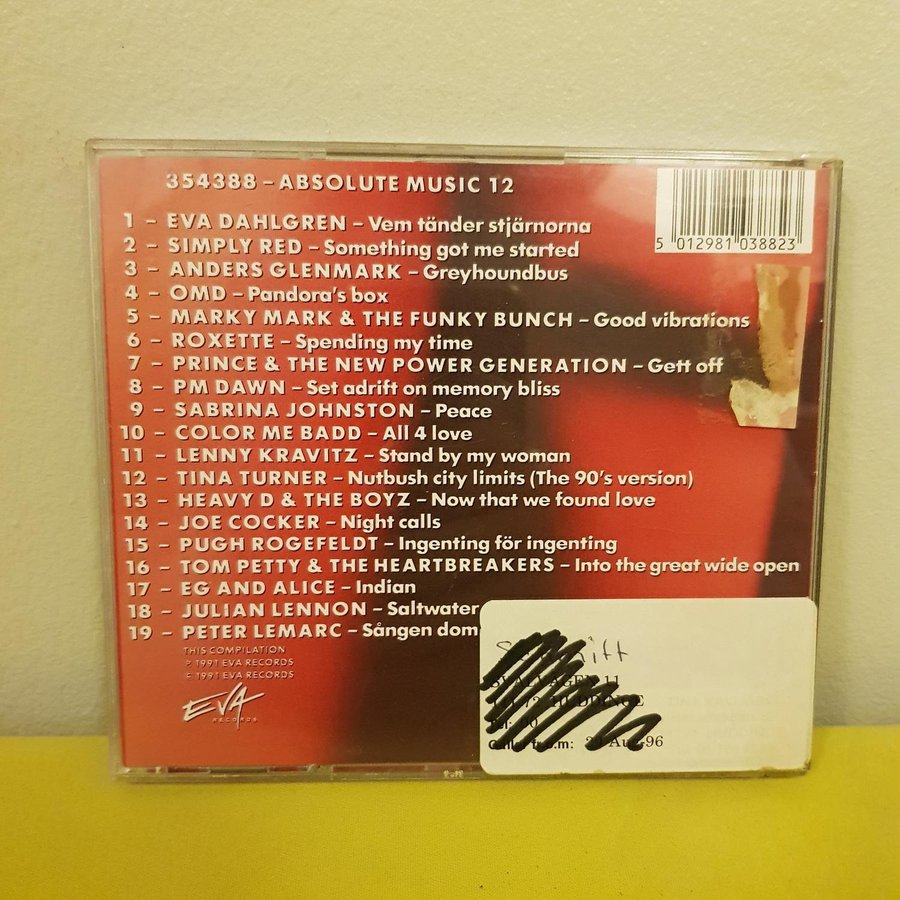 354388 – ABSOLUTE MUSIC 12
5 012981 038823
1 – EVA DAHLGREN – Vem tänder stjärnorna
2 – SIMPLY RED – Something got me started
3 – ANDERS GLENMARK – Greyhoundbus
4 – OMD – Pandora's box
5 – MARKY MARK & THE FUNKY BUNCH – Good vibrations
6 – ROXETTE – Spending my time
7 – PRINCE & THE NEW POWER GENERATION – Gett off
8 – PM DAWN – Set adrift on memory bliss
9 – SABRINA JOHNSTON – Peace
10 – COLOR ME BADD – All 4 love
11 – LENNY KRAVITZ – Stand by my woman
12 – TINA TURNER – Nutbush city limits (The 90's version)
13 – HEAVY D & THE BOYZ – Now that we found love
14 – JOE COCKER – Night calls
15 – PUGH ROGEFELDT – Ingenting för ingenting
16 – TOM PETTY & THE HEARTBREAKERS – Into the great wide open
17 – EG AND ALICE – Indian
18 – JULIAN LENNON – Saltwater
19 – PETER LEMARC – Sången dom
THIS COMPILATION
℗ 1991 EVA RECORDS
© 1991 EVA RECORDS
EVA
RECORDS
11
96